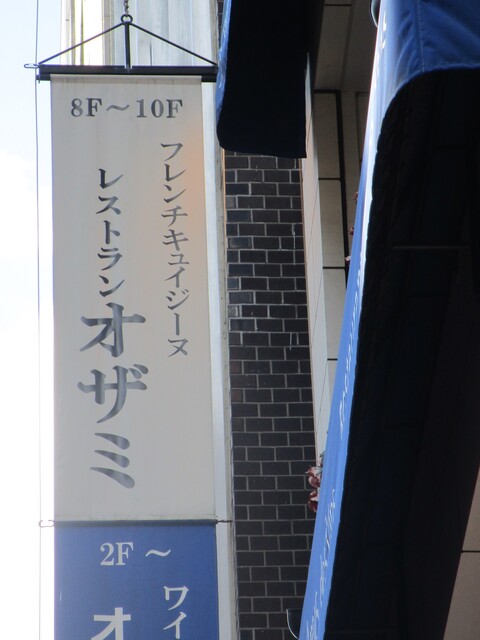 8F～10F
フレンチキュイジーヌ
レストランオザミ
2F～
ワイ
オ